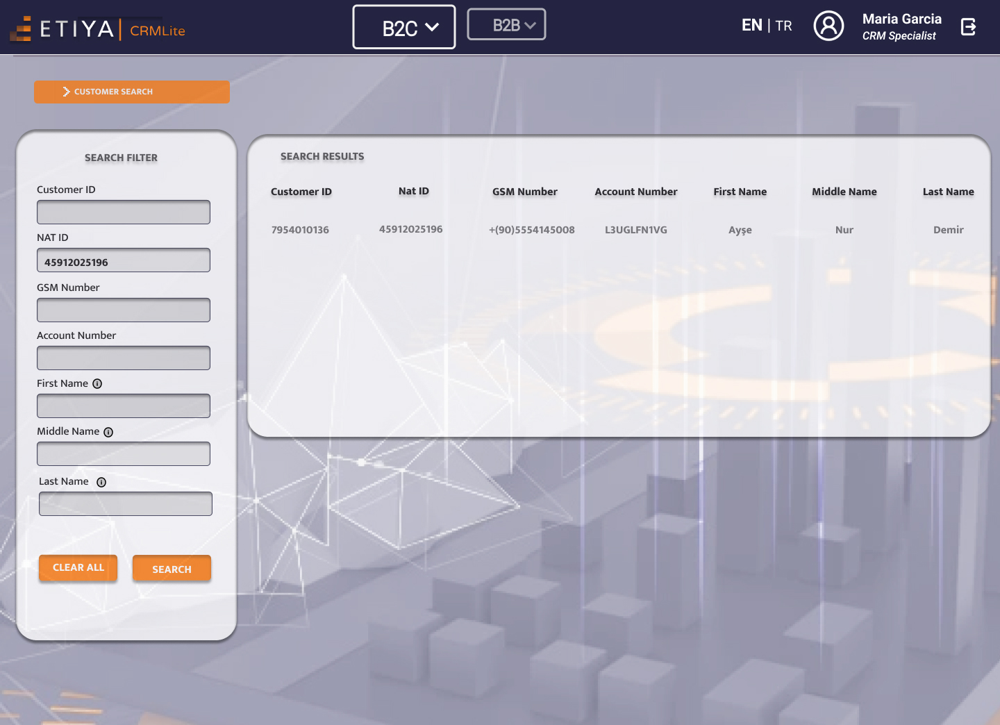 ETIYA | CRMLite
B2C
B2B
EN | TR
Maria Garcia
CRM Specialist
CUSTOMER SEARCH
SEARCH FILTER
Customer ID
NAT ID
45912025196
GSM Number
Account Number
First Name
Middle Name
Last Name
CLEAR ALL
SEARCH
SEARCH RESULTS
Customer ID Nat ID GSM Number Account Number First Name Middle Name Last Name
7954010136 45912025196 +(90)5554145008 L3UGLFN1VG Ayşe Nur Demir